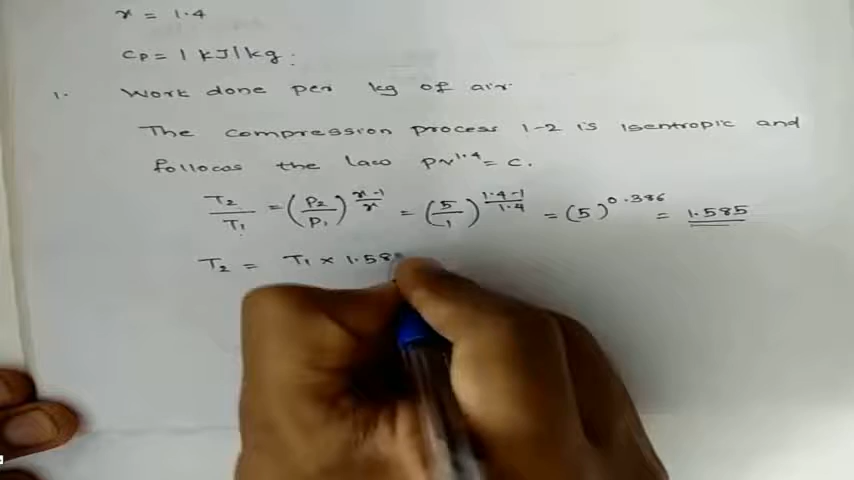 γ = 1.4
CP = 1 kJ/kg.
1. Work done per kg of air.
The compression process 1-2 is isentropic and
follows the law pv^1.4 = c.
T2/T1 = (P2/P1)^(γ-1/γ) = (5/1)^(1.4-1/1.4) = (5)^0.386 = 1.585
T2 = T1 × 1.585